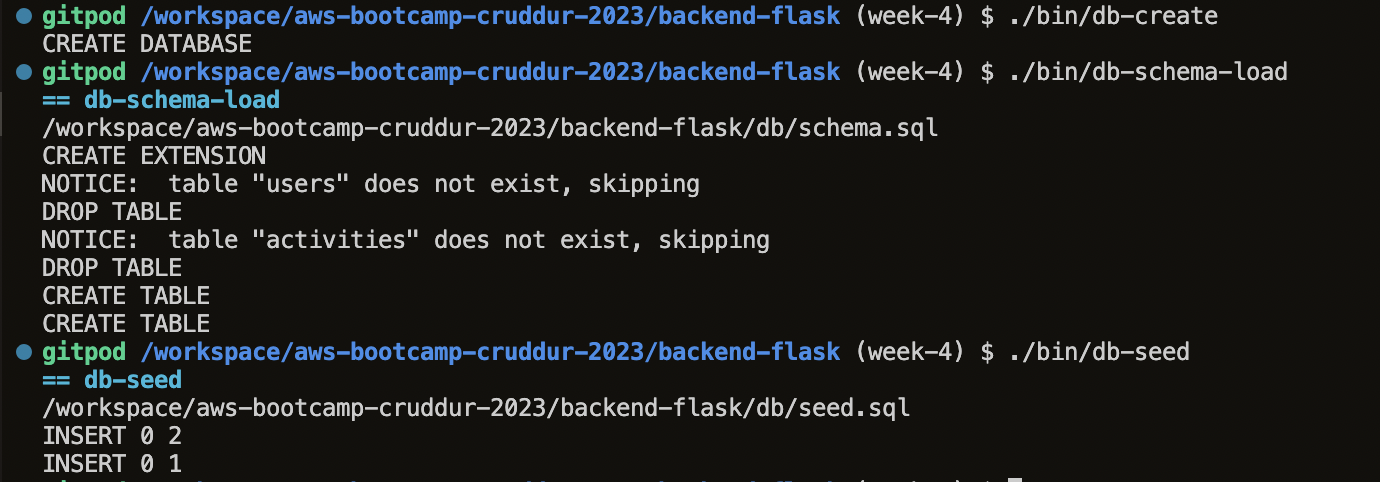 gitpod /workspace/aws-bootcamp-cruddur-2023/backend-flask (week-4) $ ./bin/db-create
CREATE DATABASE
gitpod /workspace/aws-bootcamp-cruddur-2023/backend-flask (week-4) $ ./bin/db-schema-load
== db-schema-load
/workspace/aws-bootcamp-cruddur-2023/backend-flask/db/schema.sql
CREATE EXTENSION
NOTICE:  table "users" does not exist, skipping
DROP TABLE
NOTICE:  table "activities" does not exist, skipping
DROP TABLE
CREATE TABLE
CREATE TABLE
gitpod /workspace/aws-bootcamp-cruddur-2023/backend-flask (week-4) $ ./bin/db-seed
== db-seed
/workspace/aws-bootcamp-cruddur-2023/backend-flask/db/seed.sql
INSERT 0 2
INSERT 0 1